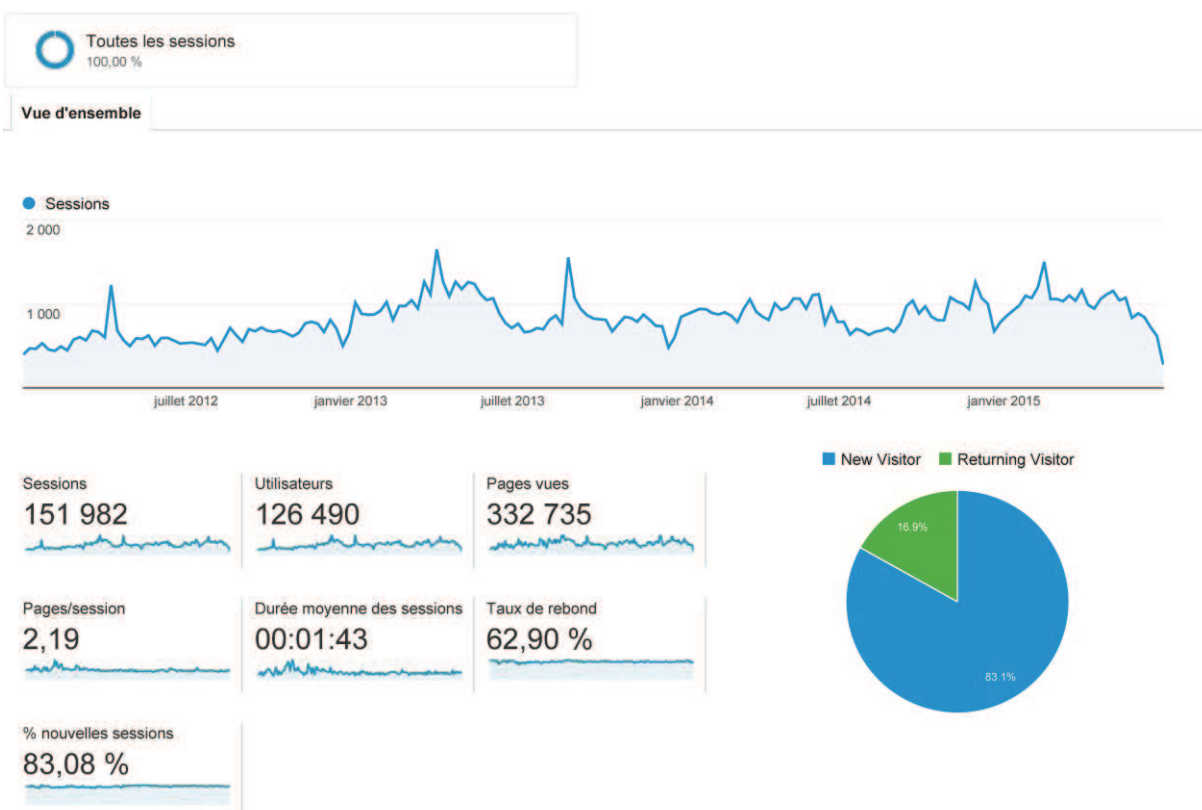 Toutes les sessions
100,00 %
Vue d'ensemble
Sessions
2 000
1 000
juillet 2012
janvier 2013
juillet 2013
janvier 2014
juillet 2014
janvier 2015
New Visitor
Returning Visitor
Sessions
151 982
Utilisateurs
126 490
Pages vues
332 735
16.9%
83.1%
Pages/session
2,19
Durée moyenne des sessions
00:01:43
Taux de rebond
62,90 %
% nouvelles sessions
83,08 %